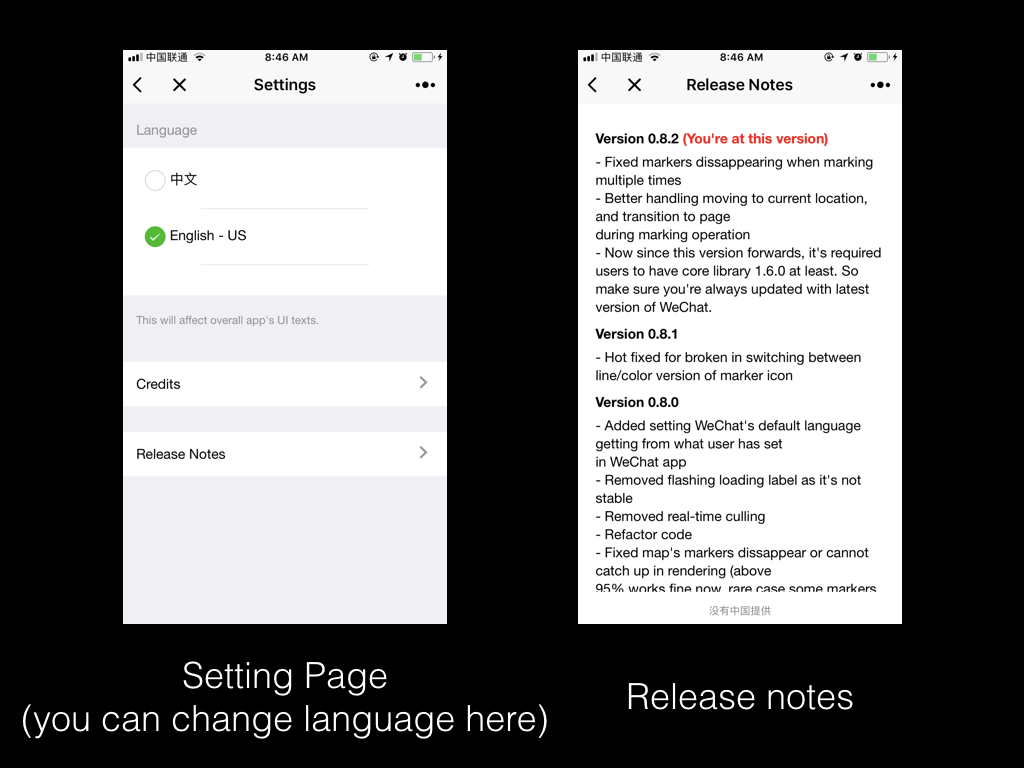 中国联通
8:46 AM
Settings
Language
中文
English - US
This will affect overall app's UI texts.
Credits
Release Notes
中国联通
8:46 AM
Release Notes
Version 0.8.2 (You're at this version)
- Fixed markers dissappearing when marking
multiple times
- Better handling moving to current location,
and transition to page
during marking operation
- Now since this version forwards, it's required
users to have core library 1.6.0 at least. So
make sure you're always updated with latest
version of WeChat.
Version 0.8.1
- Hot fixed for broken in switching between
line/color version of marker icon
Version 0.8.0
- Added setting WeChat's default language
getting from what user has set
in WeChat app
- Removed flashing loading label as it's not
stable
- Removed real-time culling
- Refactor code
- Fixed map's markers dissappear or cannot
catch up in rendering (above
95% works fine now, rare case some markers
没有中国提供
Setting Page
(you can change language here)
Release notes